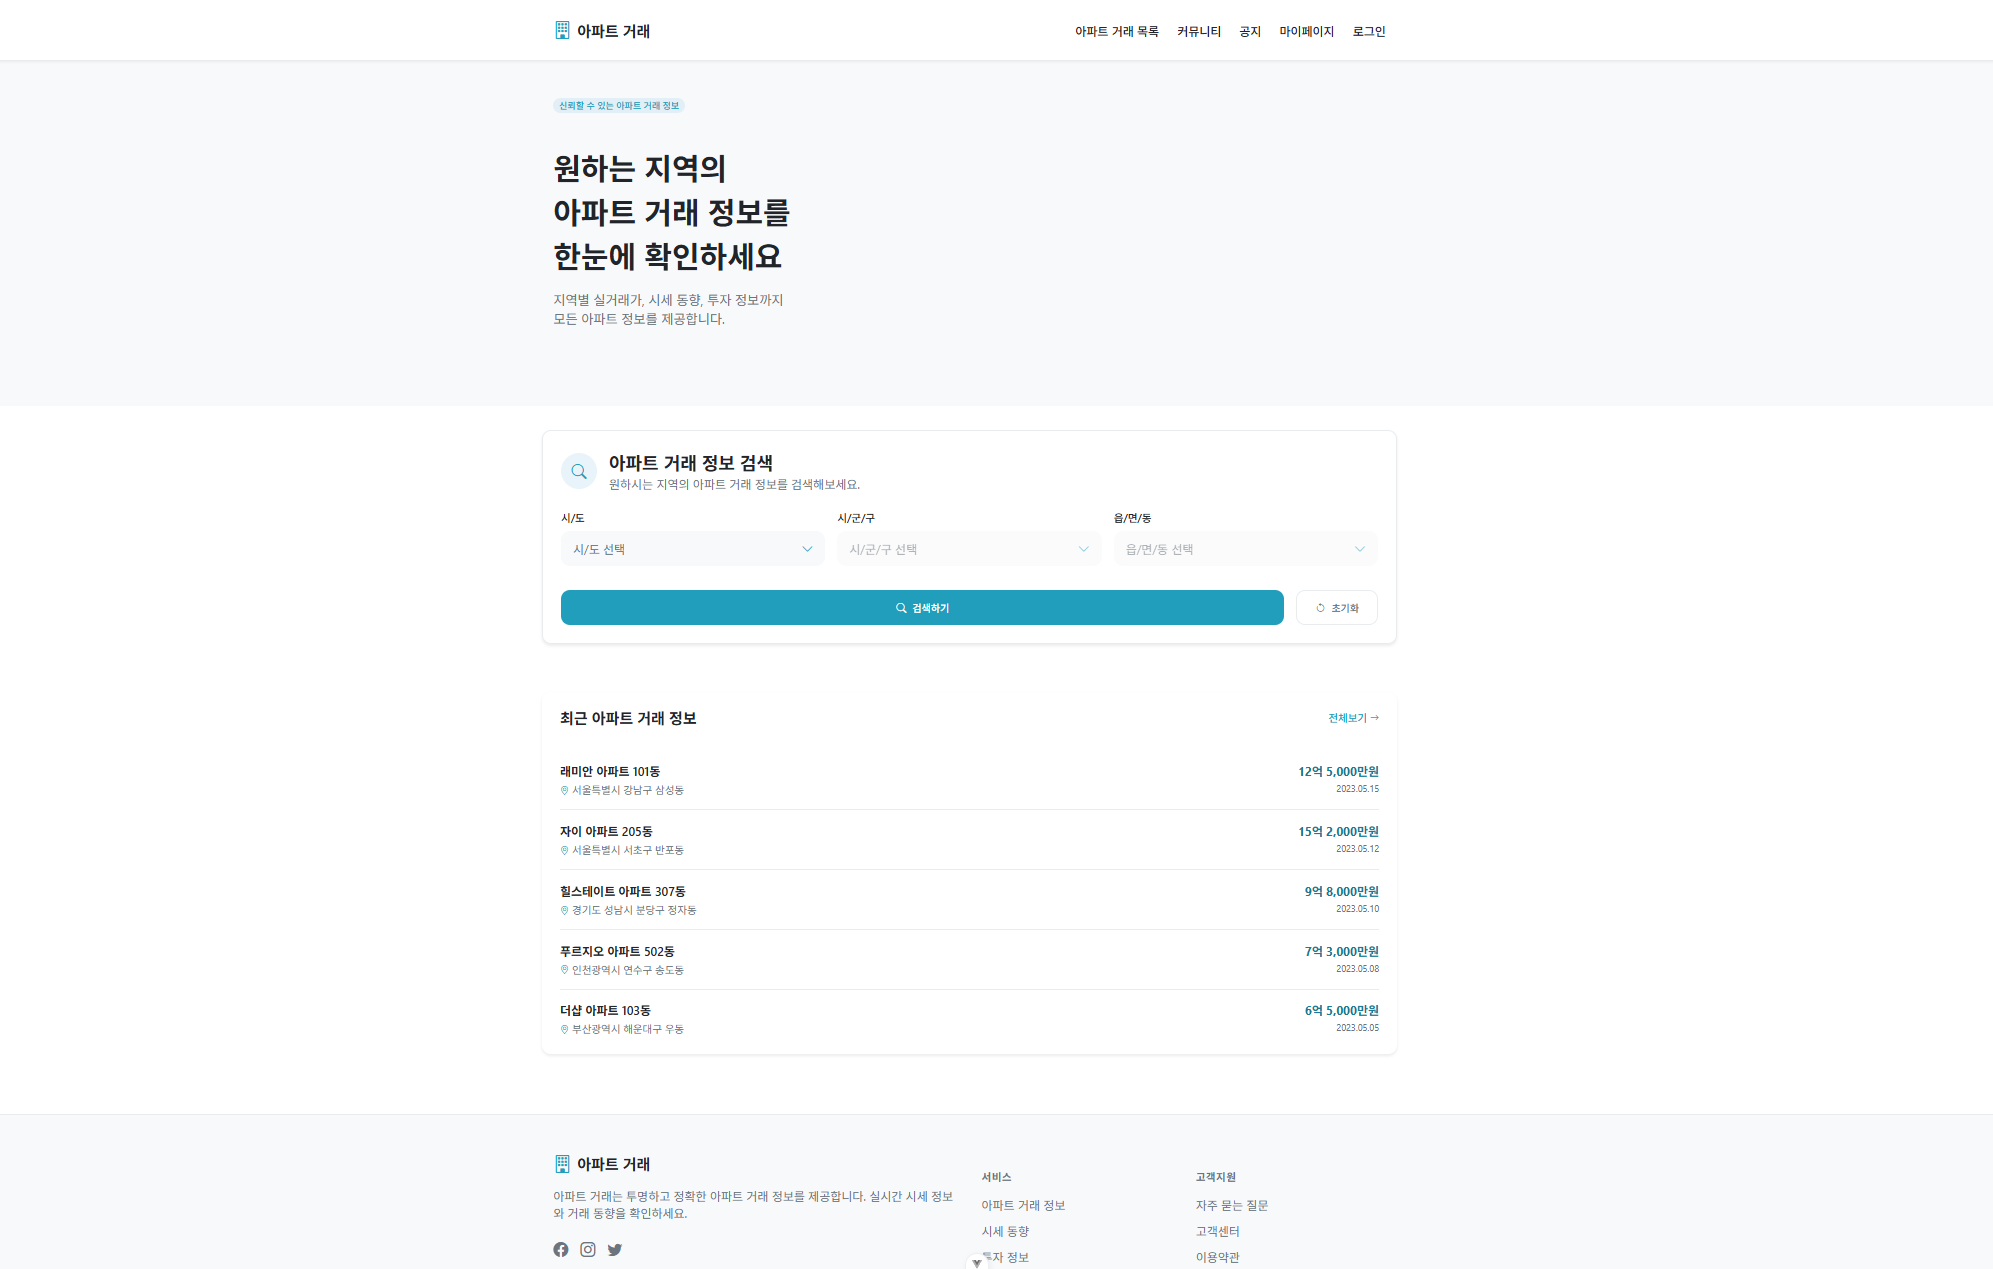 아파트 거래
아파트 거래 목록 커뮤니티 공지 마이페이지 로그인
신뢰할 수 있는 아파트 거래 정보
원하는 지역의
아파트 거래 정보를
한눈에 확인하세요
지역별 실거래가, 시세 동향, 투자 정보까지
모든 아파트 정보를 제공합니다.
아파트 거래 정보 검색
원하시는 지역의 아파트 거래 정보를 검색해보세요.
시/도 시/군/구 읍/면/동
시/도 선택 시/군/구 선택 읍/면/동 선택
검색하기 초기화
최근 아파트 거래 정보 전체보기 →
래미안 아파트 101동 12억 5,000만원
서울특별시 강남구 삼성동 2023.05.15
자이 아파트 205동 15억 2,000만원
서울특별시 서초구 반포동 2023.05.12
힐스테이트 아파트 307동 9억 8,000만원
경기도 성남시 분당구 정자동 2023.05.10
푸르지오 아파트 502동 7억 3,000만원
인천광역시 연수구 송도동 2023.05.08
더샵 아파트 103동 6억 5,000만원
부산광역시 해운대구 우동 2023.05.05
아파트 거래
아파트 거래는 투명하고 정확한 아파트 거래 정보를 제공합니다. 실시간 시세 정보
와 거래 동향을 확인하세요.
서비스
아파트 거래 정보
시세 동향
투자 정보
고객지원
자주 묻는 질문
고객센터
이용약관